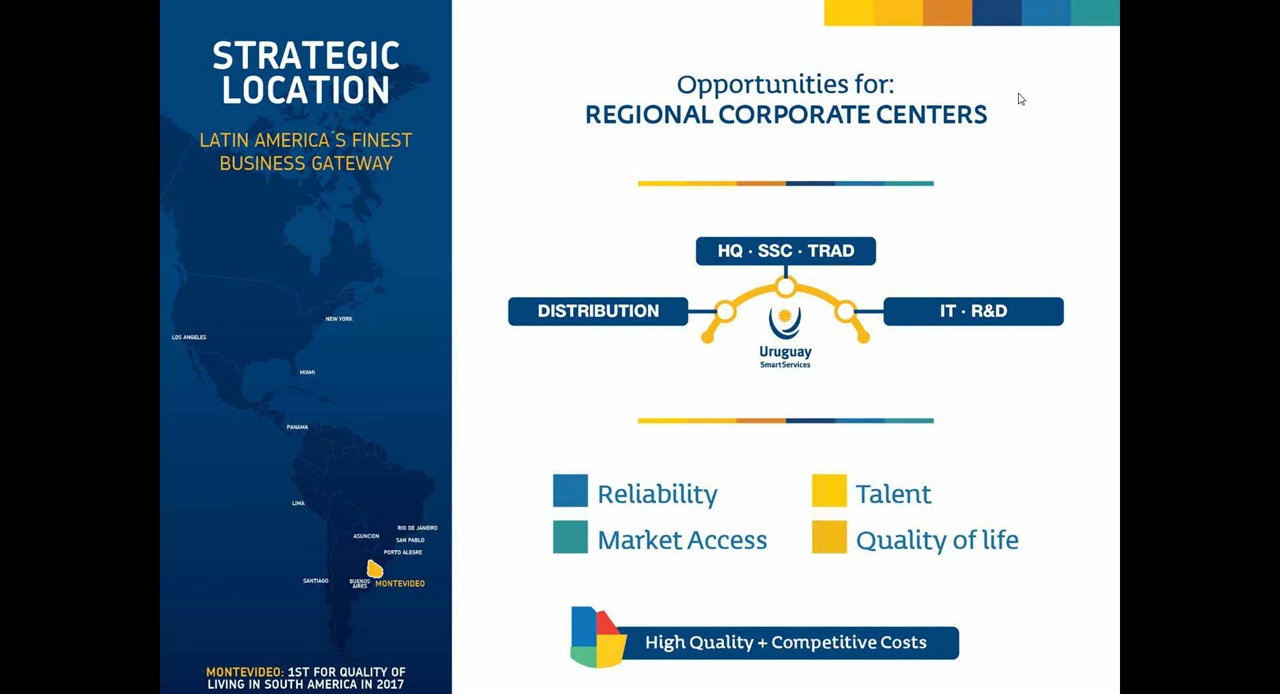 STRATEGIC
LOCATION
LATIN AMERICA´S FINEST
BUSINESS GATEWAY
NEW YORK
LOS ANGELES
MIAMI
PANAMA
LIMA
RIO DE JANEIRO
ASUNCION
SAN PABLO
PORTO ALEGRE
SANTIAGO
BUENOS
AIRES
MONTEVIDEO
MONTEVIDEO: 1ST FOR QUALITY OF
LIVING IN SOUTH AMERICA IN 2017
Opportunities for:
REGIONAL CORPORATE CENTERS
HQ · SSC · TRAD
DISTRIBUTION
IT · R&D
Uruguay
SmartServices
Reliability
Talent
Market Access
Quality of life
High Quality + Competitive Costs